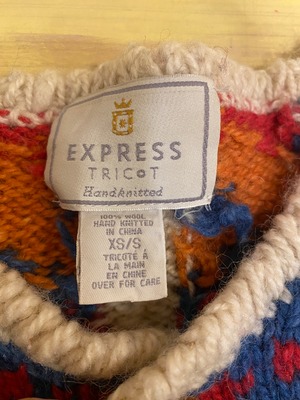 EXPRESS
TRICOT
Handknitted
100% WOOL
HAND KNITTED
IN CHINA
XS/S
TRICOTÉ À
LA MAIN
EN CHINE
OVER FOR CARE